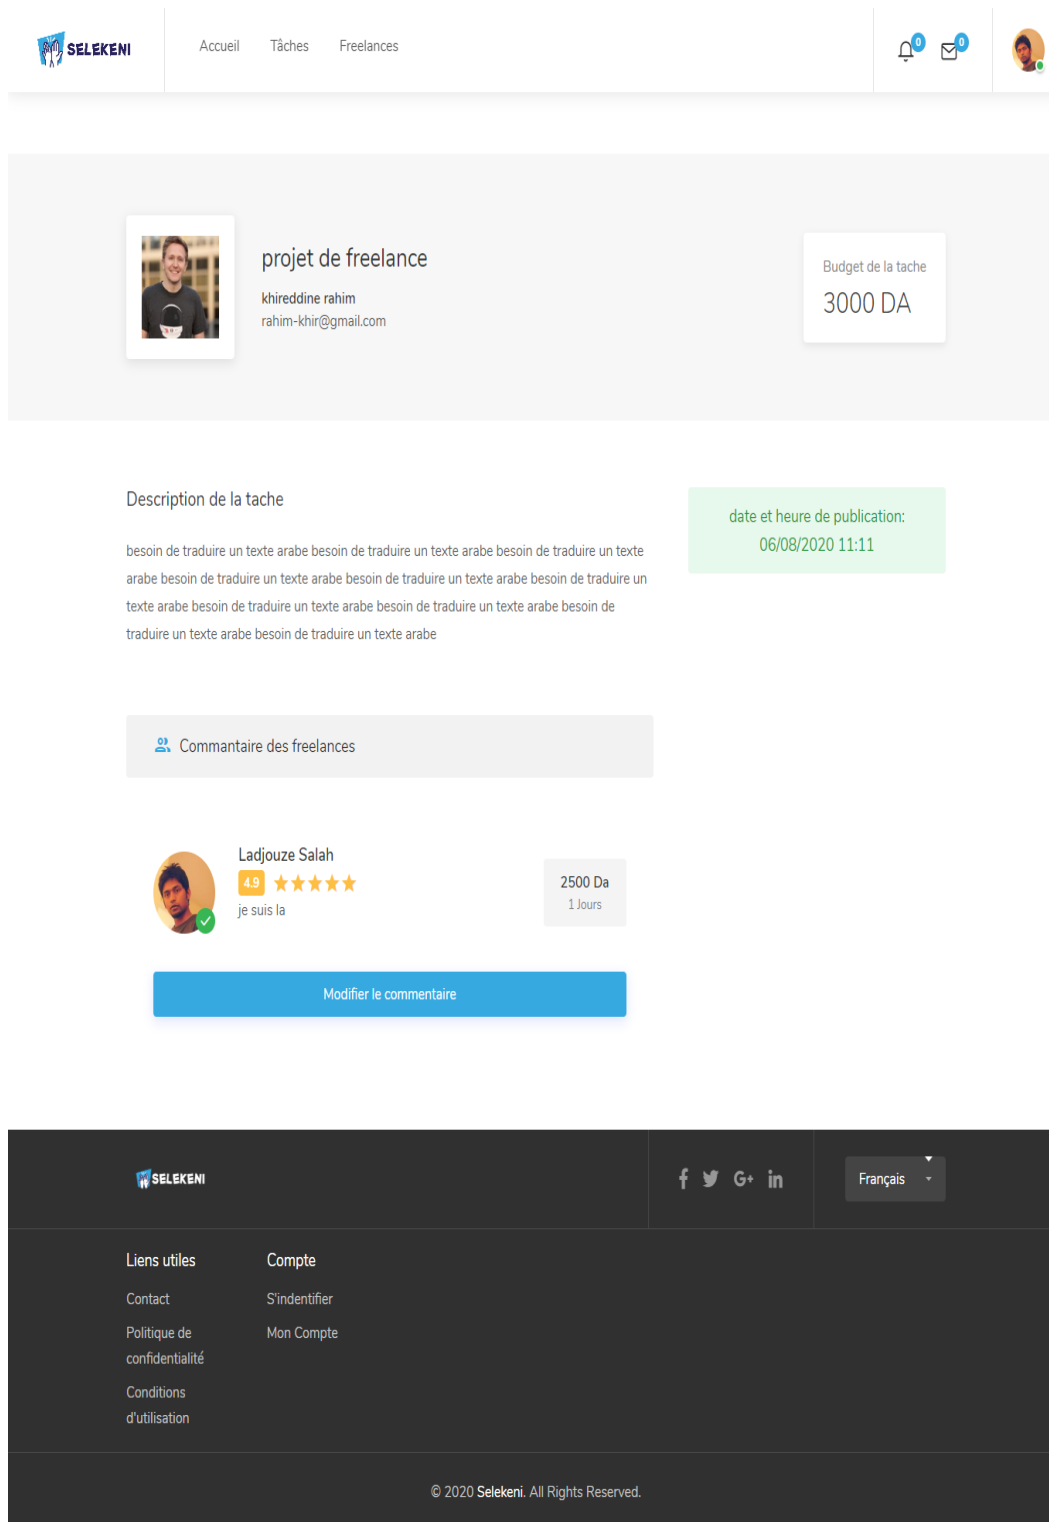 SELEKENI
Accueil Tâches Freelances
0 0
projet de freelance
khireddine rahim
rahim-khir@gmail.com
Budget de la tache
3000 DA
Description de la tache
besoin de traduire un texte arabe besoin de traduire un texte arabe besoin de traduire un texte
arabe besoin de traduire un texte arabe besoin de traduire un texte arabe besoin de traduire un
texte arabe besoin de traduire un texte arabe besoin de traduire un texte arabe besoin de
traduire un texte arabe besoin de traduire un texte arabe
date et heure de publication:
06/08/2020 11:11
Commantaire des freelances
Ladjouze Salah
4.9
je suis la
2500 Da
1 Jours
Modifier le commentaire
SELEKENI
Français
Liens utiles
Contact
Politique de
confidentialité
Conditions
d'utilisation
Compte
S'indentifier
Mon Compte
© 2020 Selekeni. All Rights Reserved.